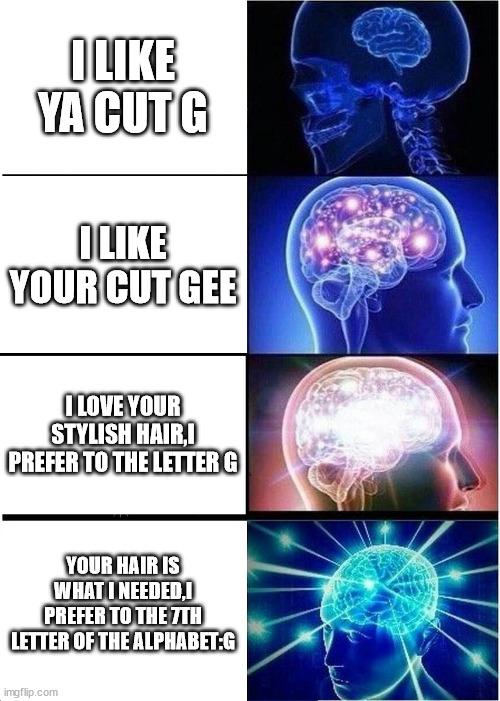 I LIKE
YA CUT G
I LIKE
YOUR CUT GEE
I LOVE YOUR
STYLISH HAIR,I
PREFER TO THE LETTER G
YOUR HAIR IS
WHAT I NEEDED,I
PREFER TO THE 7TH
LETTER OF THE ALPHABET:G
imgflip.com